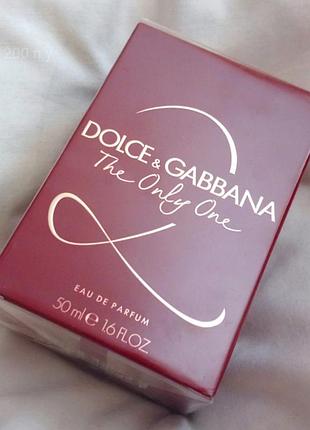 DOLCE & GABBANA
The Only One
EAU DE PARFUM
50 ml e 1.6 FL.OZ.